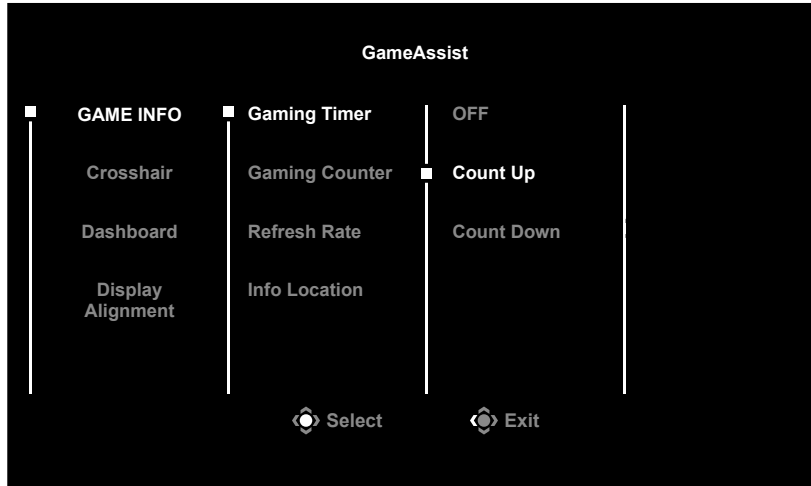 GameAssist
GAME INFO
Gaming Timer
OFF
Crosshair
Gaming Counter
Count Up
Dashboard
Refresh Rate
Count Down
Display
Alignment
Info Location
Select
Exit